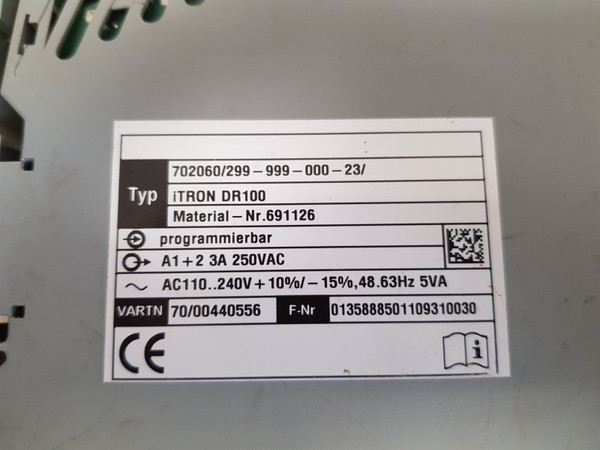 702060/299-999-000-23/
Typ
iTRON DR100
Material-Nr.691126
programmierbar
A1+2 3A 250VAC
AC110..240V+10%/-15%,48.63Hz 5VA
VARTN 70/00440556 F-Nr 0135888501109310030
CE
i